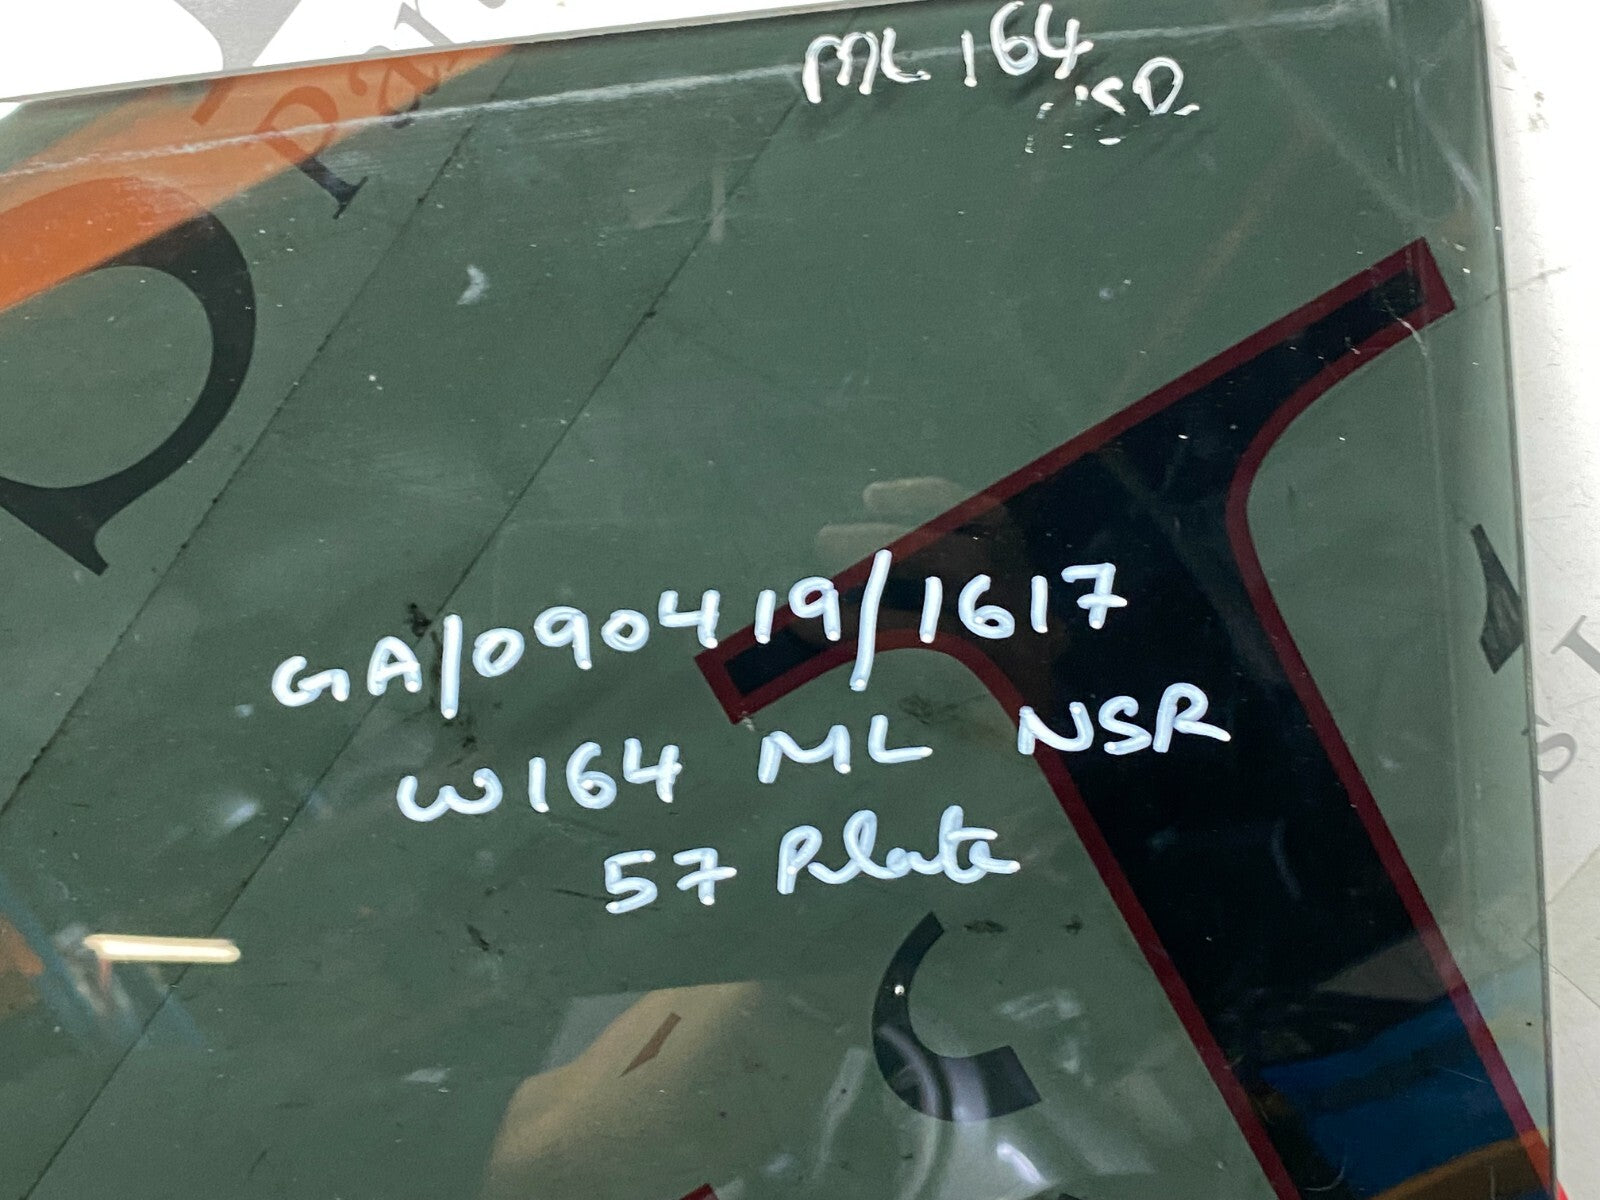 ML 164
GA/090419/1617
W164 ML NSR
57 Plate